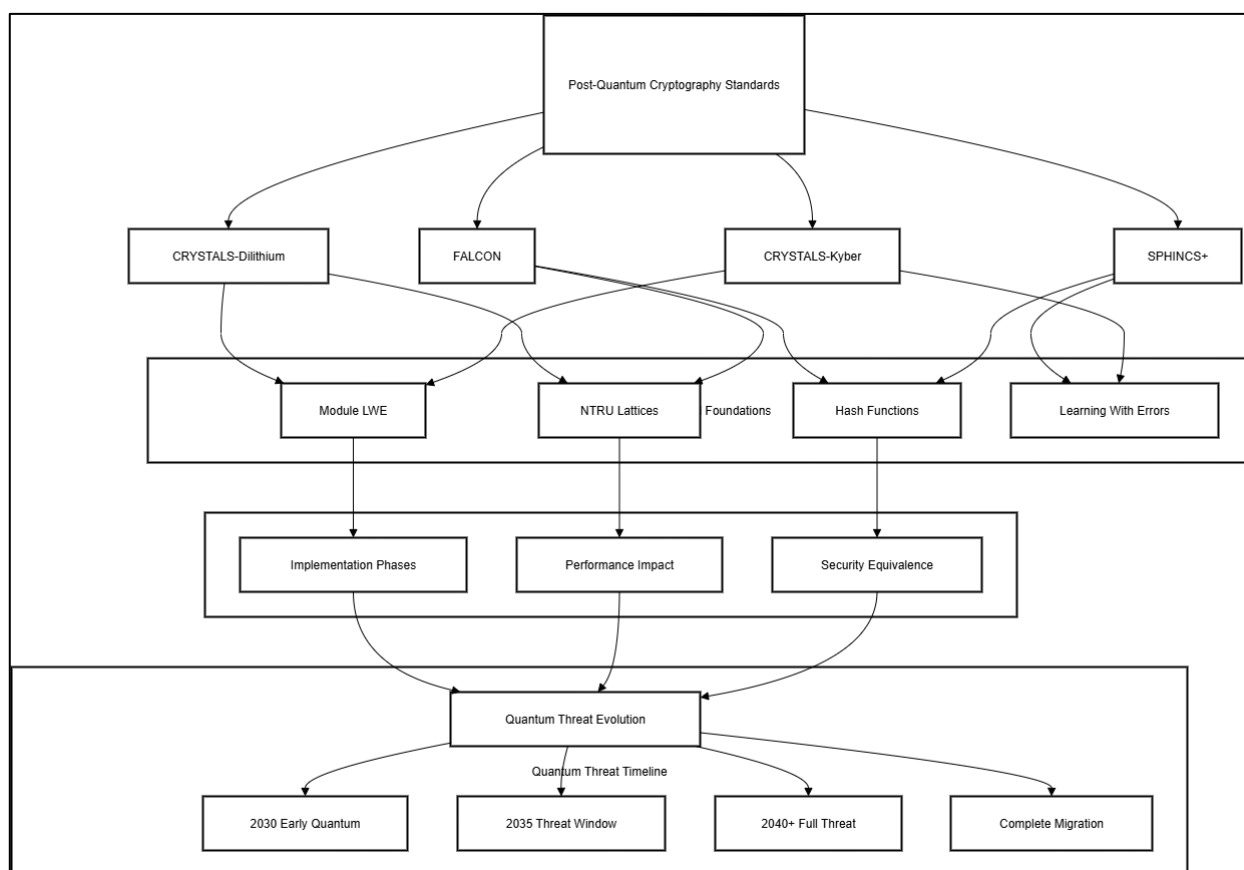 Post-Quantum Cryptography Standards
CRYSTALS-Dilithium
FALCON
CRYSTALS-Kyber
SPHINCS+
Module LWE
NTRU Lattices
Foundations
Hash Functions
Learning With Errors
Implementation Phases
Performance Impact
Security Equivalence
Quantum Threat Evolution
Quantum Threat Timeline
2030 Early Quantum
2035 Threat Window
2040+ Full Threat
Complete Migration